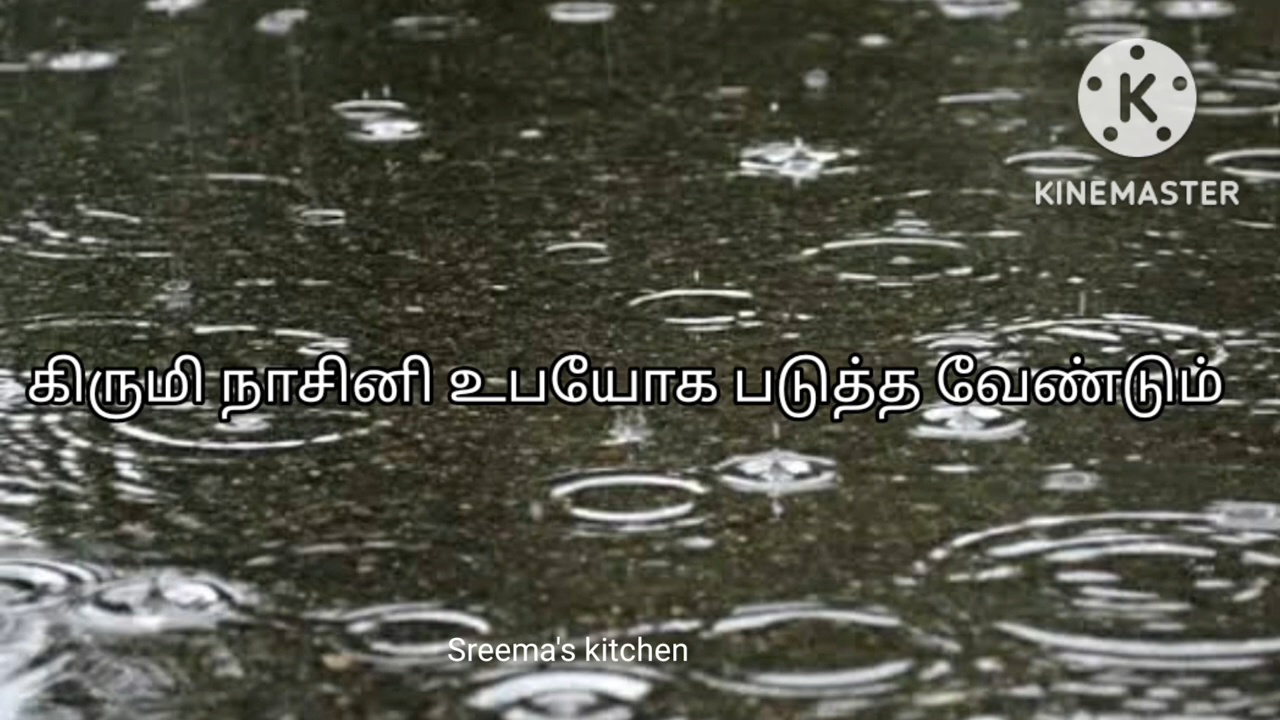 K
KINEMASTER
கிருமி நாசினி உபயோக படுத்த வேண்டும்
Sreema's kitchen